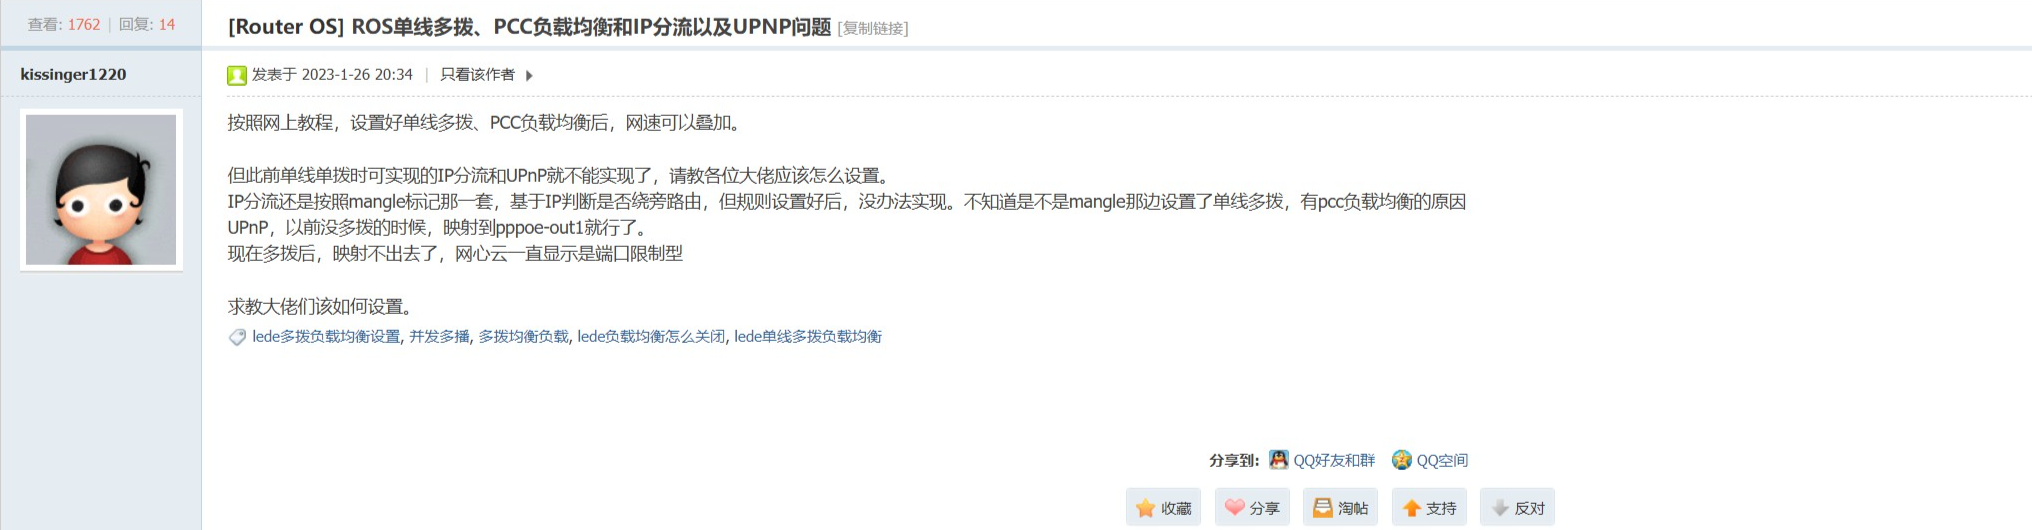 查看: 1762 | 回复: 14
[Router OS] ROS单线多拨、PCC负载均衡和IP分流以及UPNP问题 [复制链接]
kissinger1220
发表于 2023-1-26 20:34 | 只看该作者
按照网上教程，设置好单线多拨、PCC负载均衡后，网速可以叠加。
但此前单线单拨时可实现的IP分流和UPnP就不能实现了，请教各位大佬应该怎么设置。
IP分流还是按照mangle标记那一套，基于IP判断是否绕旁路由，但规则设置好后，没办法实现。不知道是不是mangle那边设置了单线多拨，有pcc负载均衡的原因
UPnP，以前没多拨的时候，映射到pppoe-out1就行了。
现在多拨后，映射不出去了，网心云一直显示是端口限制型
求教大佬们该如何设置。
lede多拨负载均衡设置, 并发多播, 多拨均衡负载, lede负载均衡怎么关闭, lede单线多拨负载均衡
分享到: QQ好友和群 QQ空间
收藏 分享 淘帖 支持 反对